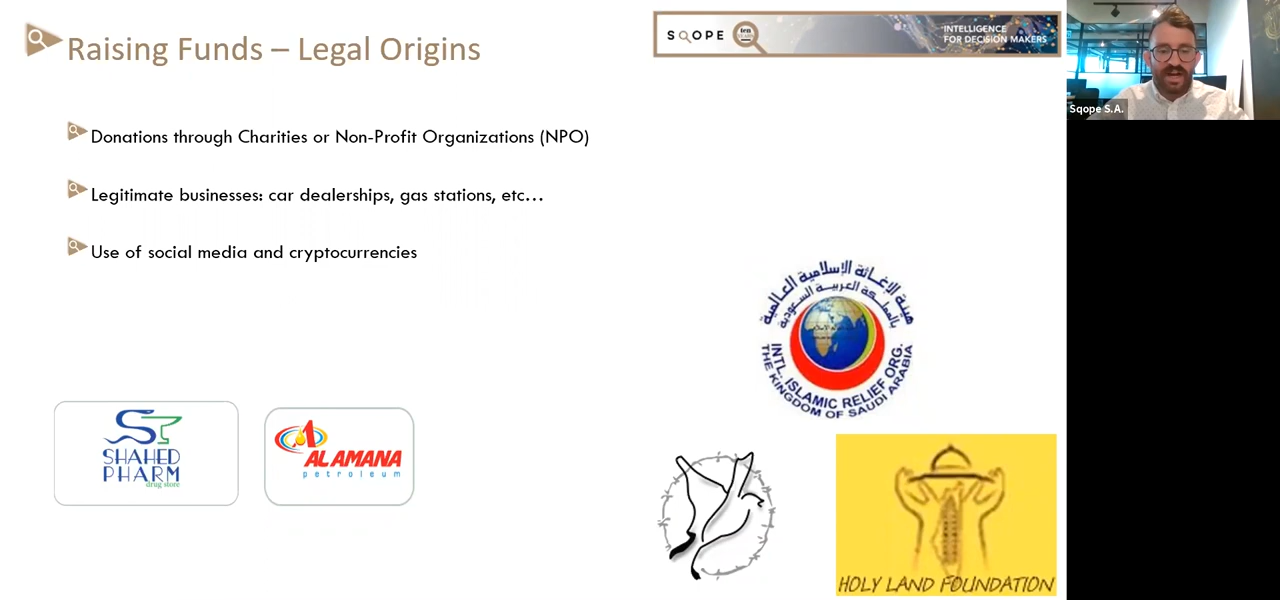 Raising Funds – Legal Origins
SQOPE
ten
INTELLIGENCE
FOR DECISION MAKERS
Sqope S.A.
Donations through Charities or Non-Profit Organizations (NPO)
Legitimate businesses: car dealerships, gas stations, etc…
Use of social media and cryptocurrencies
هيئة الإغاثة الإسلامية العالمية
بالمملكة العربية السعودية
INTL. ISLAMIC RELIEF ORG.
THE KINGDOM OF SAUDI ARABIA
SHAHED
PHARM
drug store
AL AMANA
petroleum
HOLY LAND FOUNDATION